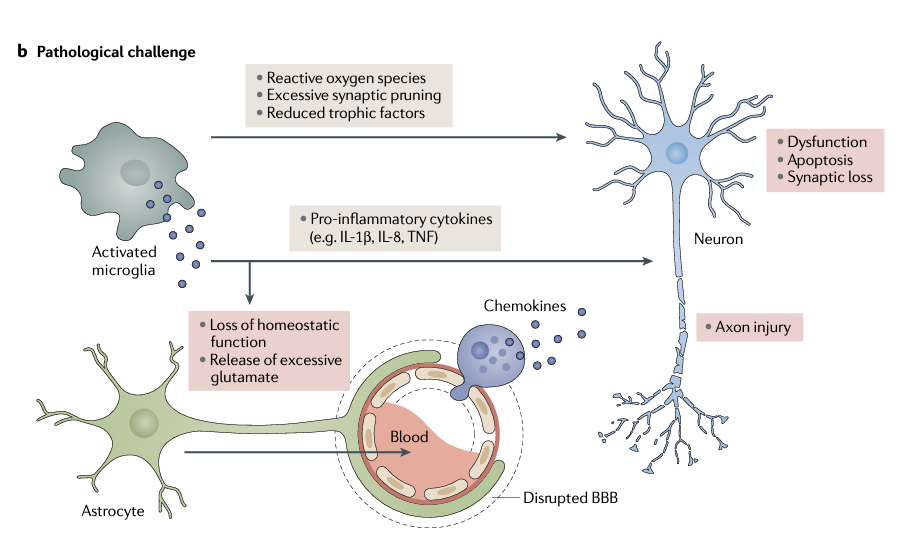 b Pathological challenge
• Reactive oxygen species
• Excessive synaptic pruning
• Reduced trophic factors
• Dysfunction
• Apoptosis
• Synaptic loss
• Pro-inflammatory cytokines
(e.g. IL-1β, IL-8, TNF)
Neuron
Activated
microglia
Chemokines
• Loss of homeostatic
function
• Release of excessive
glutamate
• Axon injury
Blood
Disrupted BBB
Astrocyte